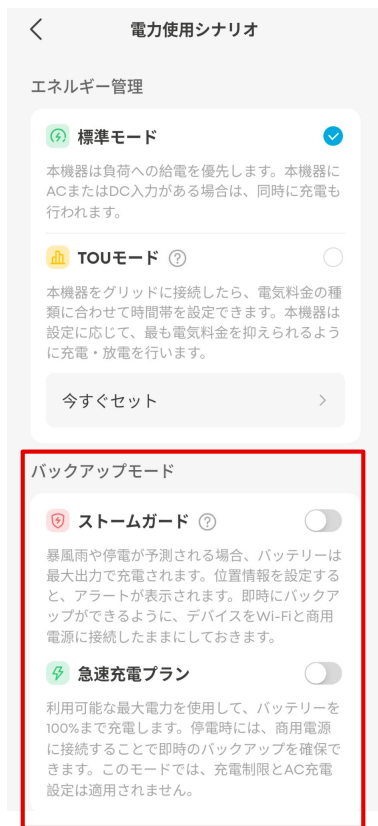 電力使用シナリオ
エネルギー管理
標準モード
本機器は負荷への給電を優先します。本機器に
ACまたはDC入力がある場合は、同時に充電も
行われます。
TOUモード ?
本機器をグリッドに接続したら、電気料金の種
類に合わせて時間帯を設定できます。本機器は
設定に応じて、最も電気料金を抑えられるよう
に充電・放電を行います。
今すぐセット
バックアップモード
ストームガード ?
暴風雨や停電が予測される場合、バッテリーは
最大出力で充電されます。位置情報を設定する
と、アラートが表示されます。即時にバックア
ップができるように、デバイスをWi-Fiと商用
電源に接続したままにしておきます。
急速充電プラン
利用可能な最大電力を使用して、バッテリーを
100%まで充電します。停電時には、商用電源
に接続することで即時のバックアップを確保で
きます。このモードでは、充電制限とAC充電
設定は適用されません。